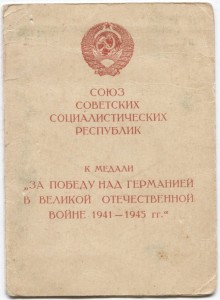 СОЮЗ
СОВЕТСКИХ
СОЦИАЛИСТИЧЕСКИХ
РЕСПУБЛИК
К МЕДАЛИ
„ЗА ПОБЕДУ НАД ГЕРМАНИЕЙ
В ВЕЛИКОЙ ОТЕЧЕСТВЕННОЙ
ВОЙНЕ 1941—1945 гг.“